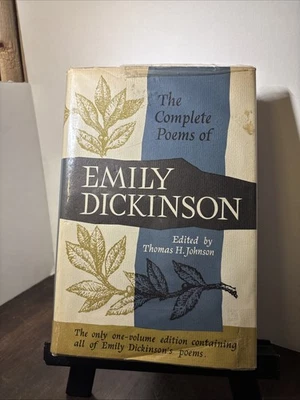 The
Complete
Poems of
EMILY
DICKINSON
Edited by
Thomas H. Johnson
The only one-volume edition containing
all of Emily Dickinson's poems.